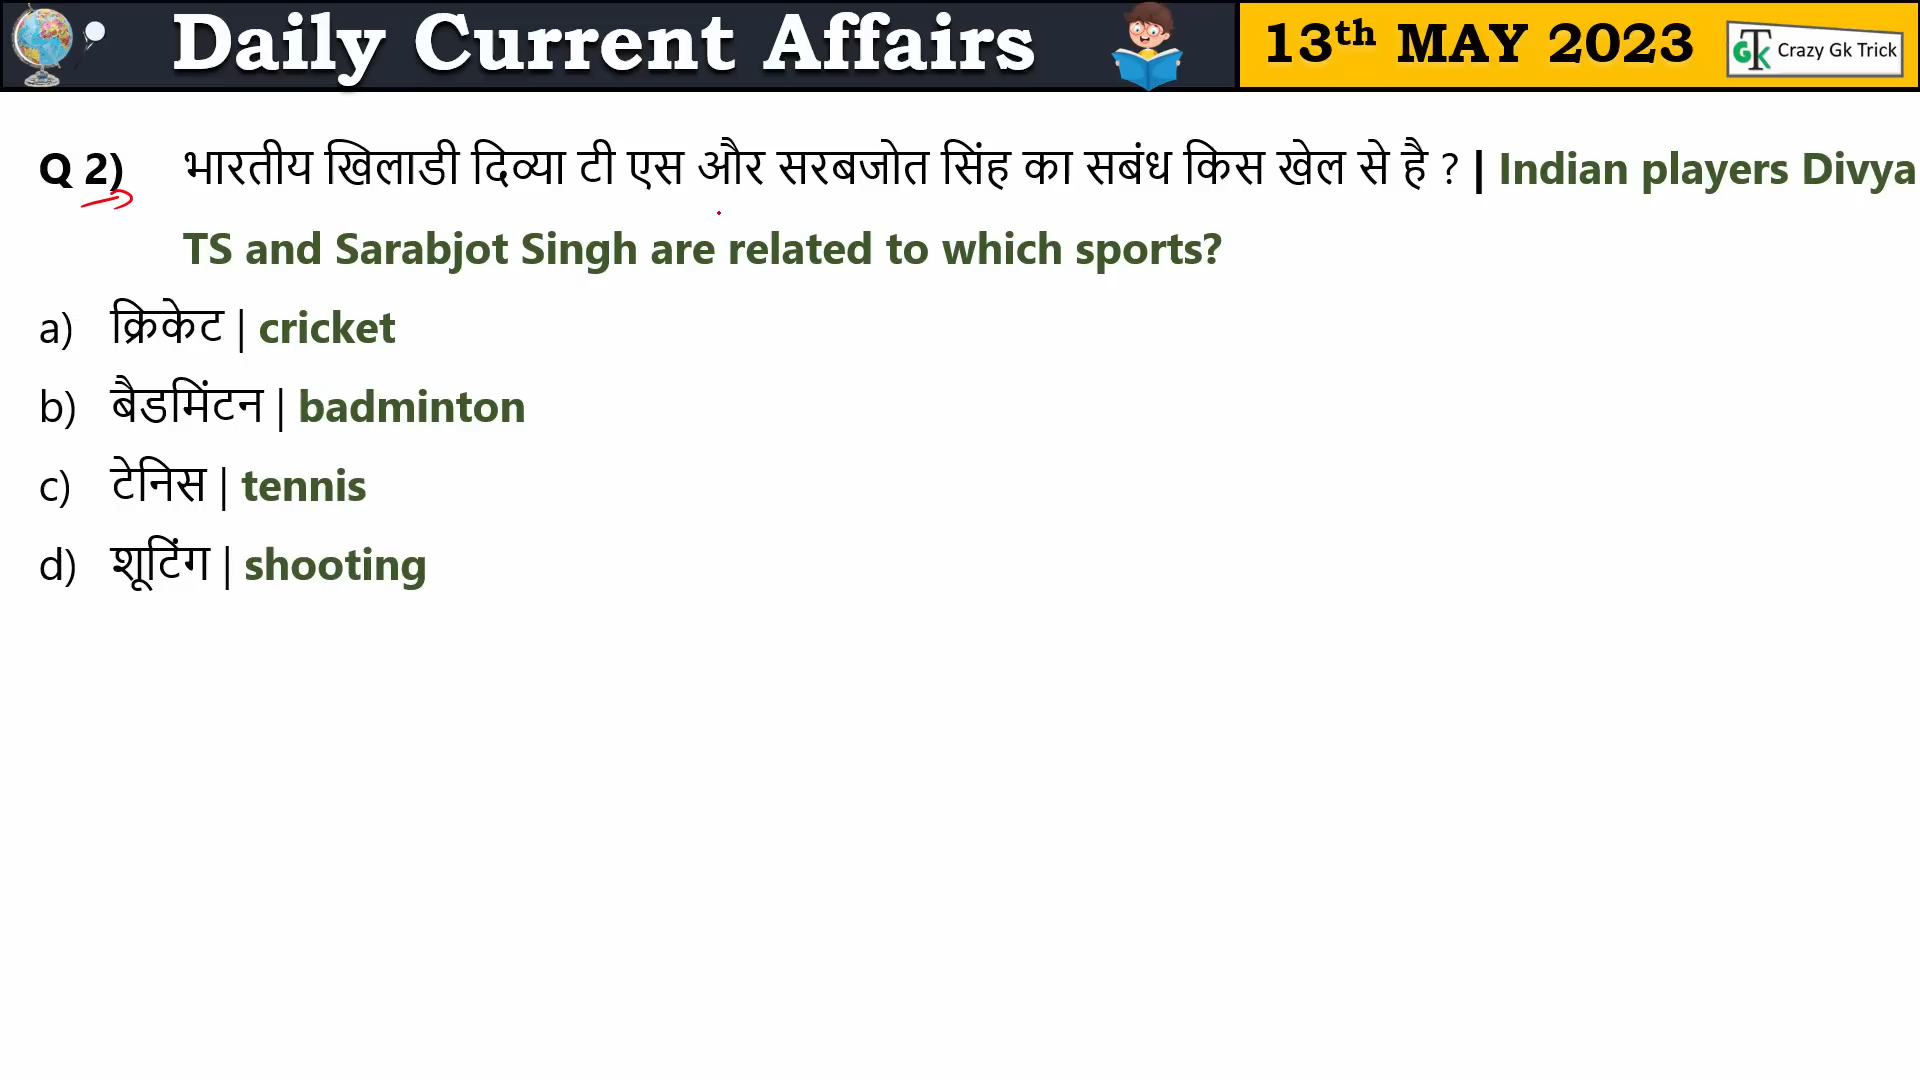 Daily Current Affairs
13th MAY 2023
GTK Crazy Gk Trick
Q 2) भारतीय खिलाडी दिव्या टी एस और सरबजोत सिंह का सबंध किस खेल से है ? | Indian players Divya
TS and Sarabjot Singh are related to which sports?
a) क्रिकेट | cricket
b) बैडमिंटन | badminton
c) टेनिस | tennis
d) शूटिंग | shooting